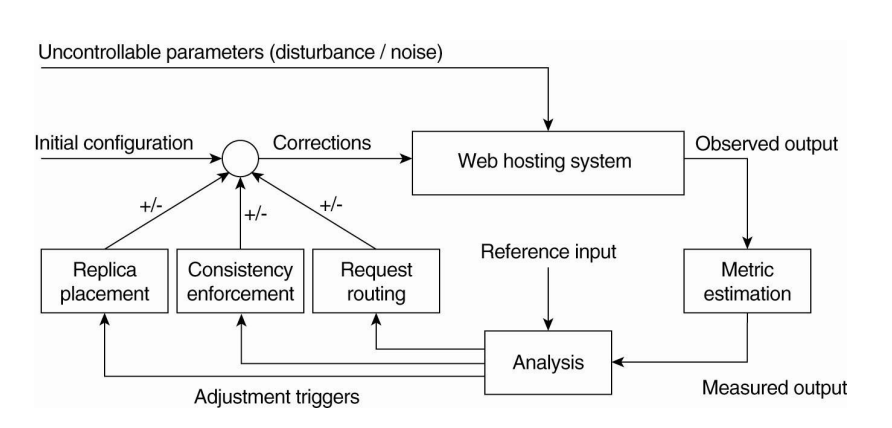 Uncontrollable parameters (disturbance / noise)
Initial configuration
Corrections
Web hosting system
Observed output
+/-
+/-
+/-
Reference input
Replica
placement
Consistency
enforcement
Request
routing
Metric
estimation
Analysis
Adjustment triggers
Measured output